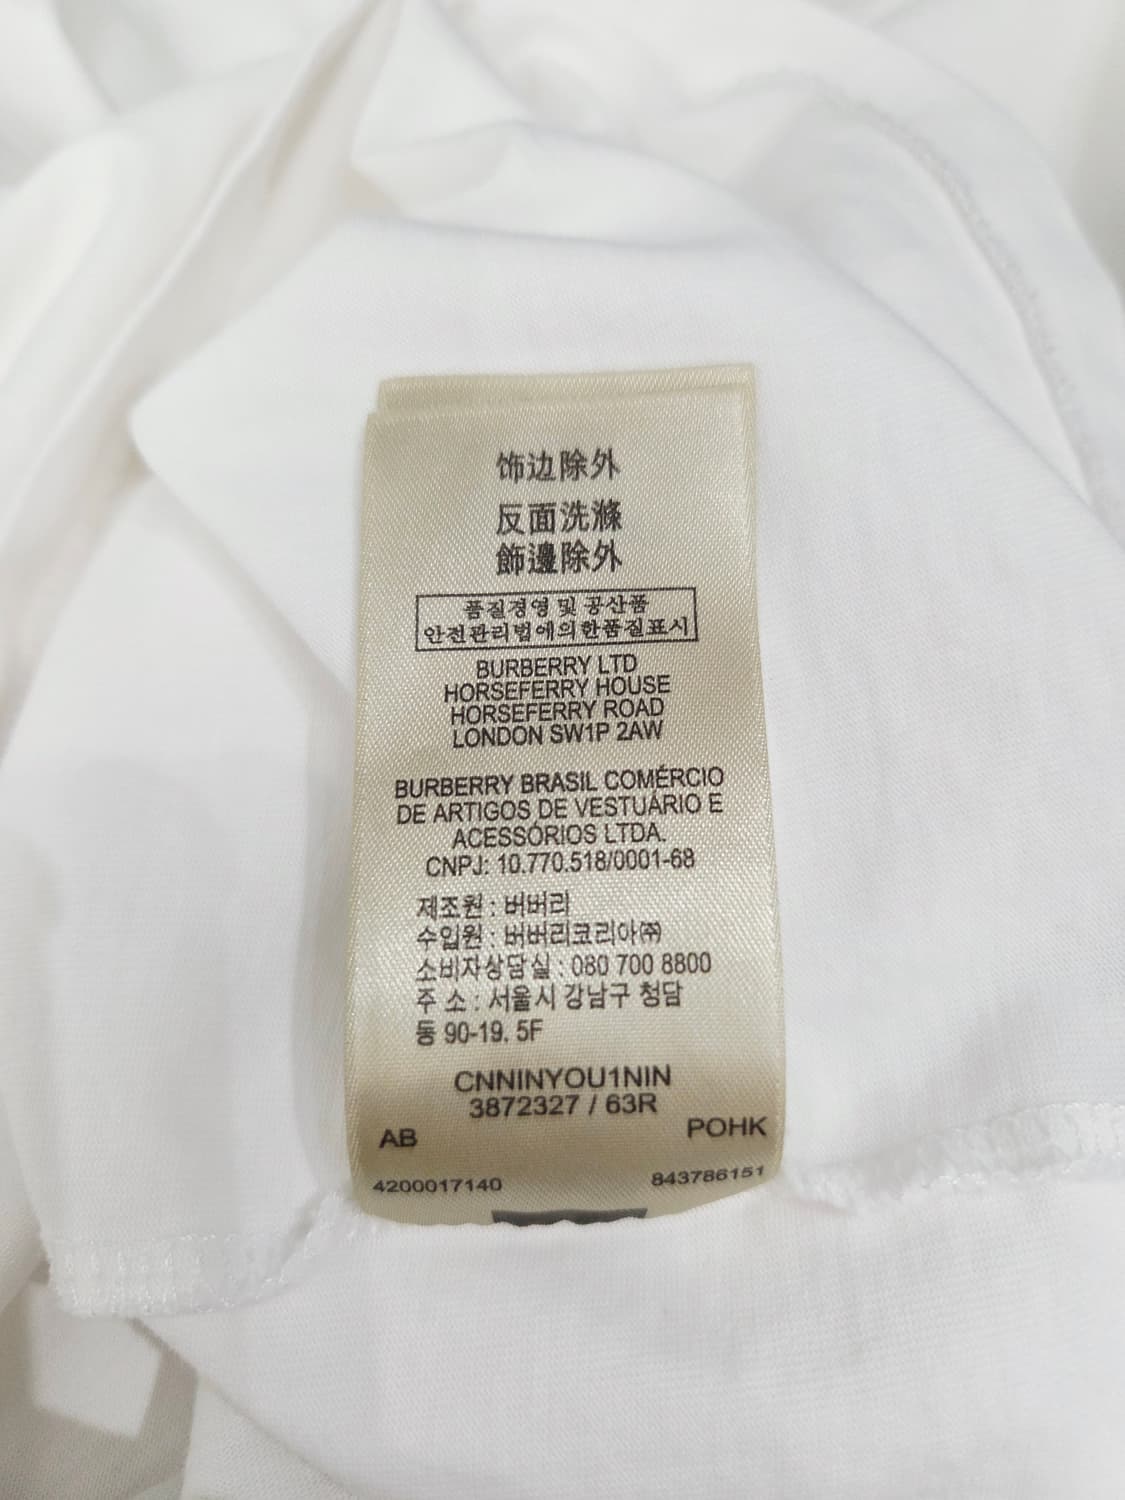 饰边除外
反面洗滌
飾邊除外
품질경영 및 공산품
안전관리법에의한품질표시
BURBERRY LTD
HORSEFERRY HOUSE
HORSEFERRY ROAD
LONDON SW1P 2AW
BURBERRY BRASIL COMÉRCIO
DE ARTIGOS DE VESTUÁRIO E
ACESSÓRIOS LTDA.
CNPJ: 10.770.518/0001-68
제조원 : 버버리
수입원 : 버버리코리아㈜
소비자상담실 : 080 700 8800
주 소 : 서울시 강남구 청담
동 90-19, 5F
CNNINYOU1NIN
3872327 / 63R
AB POHK
4200017140 843786151